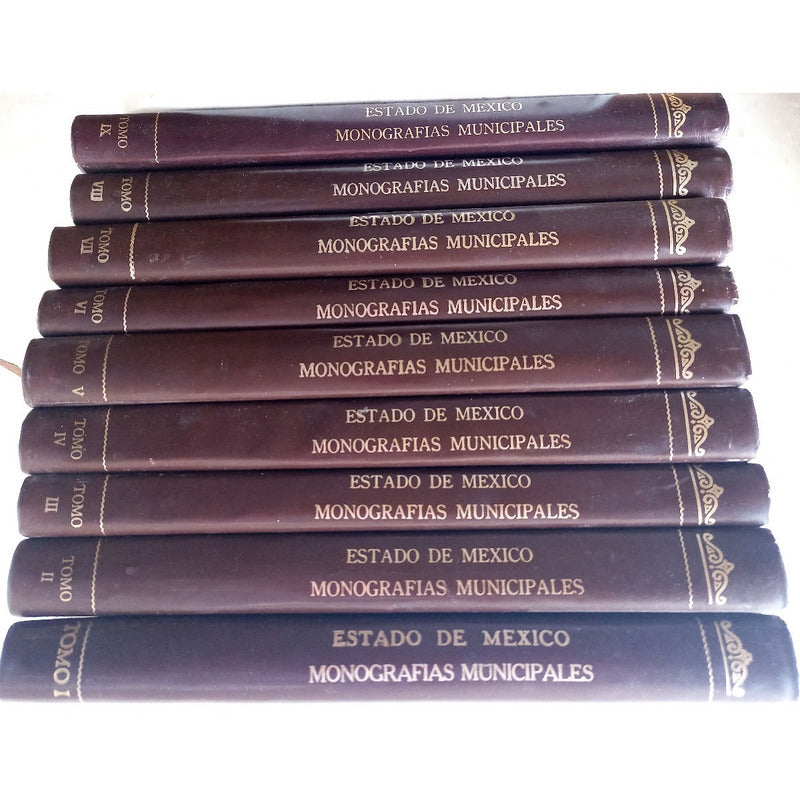 ESTADO DE MEXICO
MONOGRAFIAS MUNICIPALES
TOMO
IX
ESTADO DE MEXICO
MONOGRAFIAS MUNICIPALES
TOMO
VIII
ESTADO DE MEXICO
MONOGRAFIAS MUNICIPALES
TOMO
VII
ESTADO DE MEXICO
MONOGRAFIAS MUNICIPALES
TOMO
VI
ESTADO DE MEXICO
MONOGRAFIAS MUNICIPALES
TOMO
V
ESTADO DE MEXICO
MONOGRAFIAS MUNICIPALES
TOMO
IV
ESTADO DE MEXICO
MONOGRAFIAS MUNICIPALES
TOMO
III
ESTADO DE MEXICO
MONOGRAFIAS MUNICIPALES
TOMO
II
ESTADO DE MEXICO
MONOGRAFIAS MUNICIPALES
TOMO I